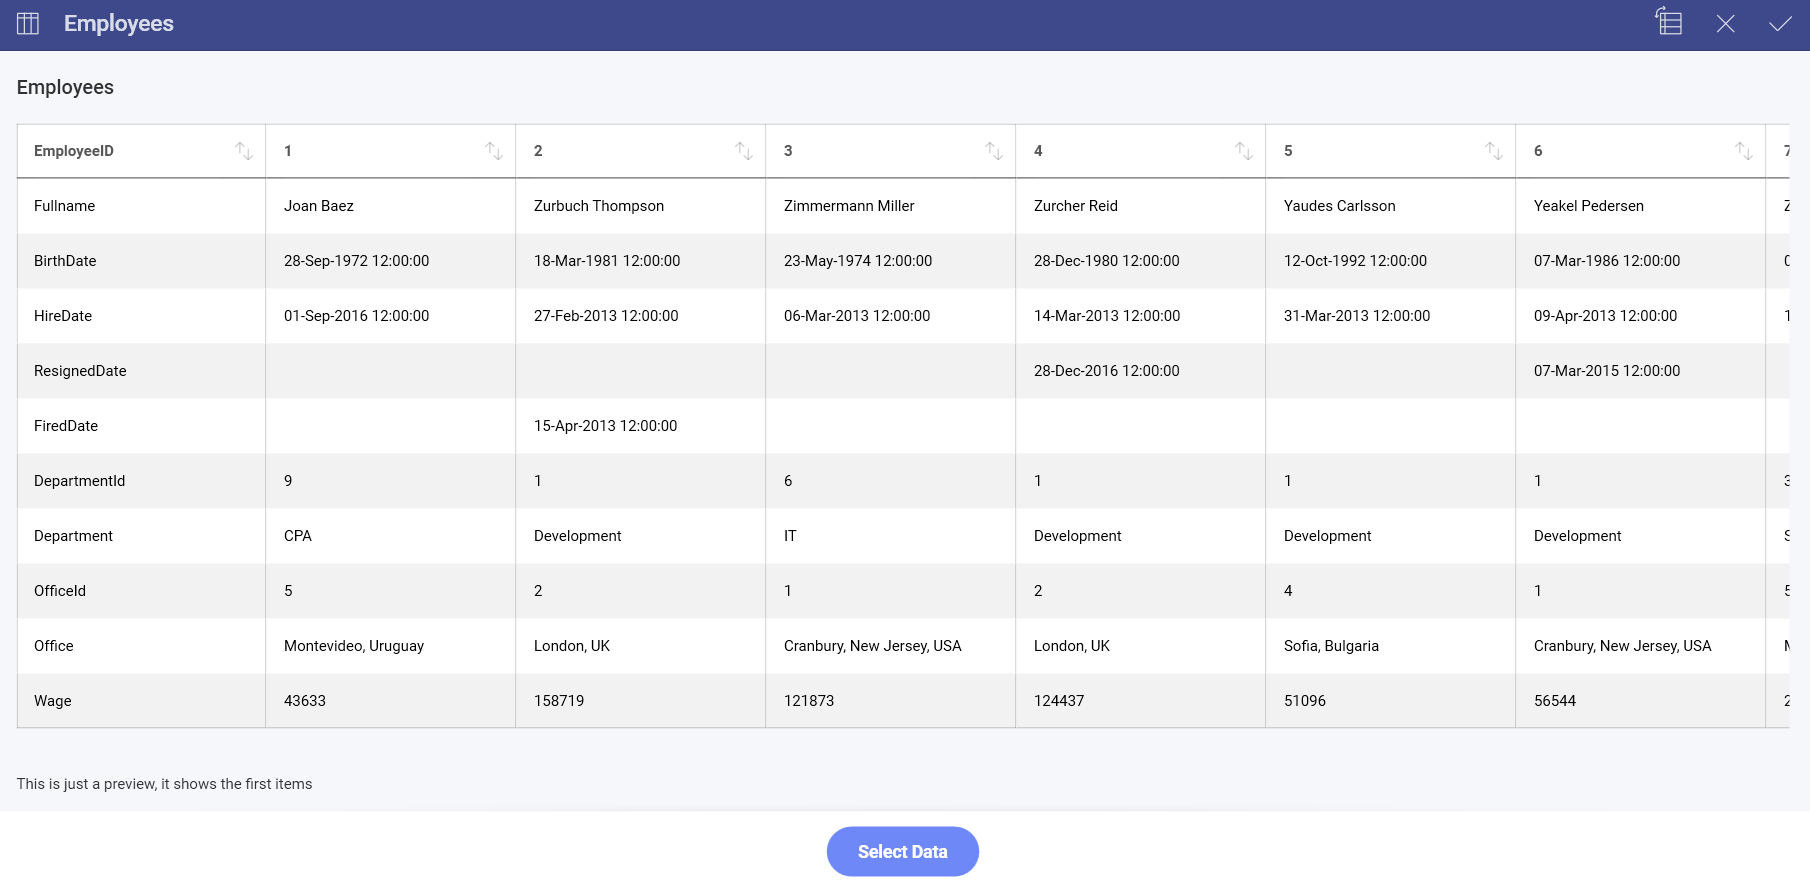 Employees
Employees
EmployeeID 1 2 3 4 5 6 7
Fullname Joan Baez Zurbuch Thompson Zimmermann Miller Zurcher Reid Yaudes Carlsson Yeakel Pedersen
BirthDate 28-Sep-1972 12:00:00 18-Mar-1981 12:00:00 23-May-1974 12:00:00 28-Dec-1980 12:00:00 12-Oct-1992 12:00:00 07-Mar-1986 12:00:00
HireDate 01-Sep-2016 12:00:00 27-Feb-2013 12:00:00 06-Mar-2013 12:00:00 14-Mar-2013 12:00:00 31-Mar-2013 12:00:00 09-Apr-2013 12:00:00
ResignedDate 28-Dec-2016 12:00:00 07-Mar-2015 12:00:00
FiredDate 15-Apr-2013 12:00:00
DepartmentId 9 1 6 1 1 1
Department CPA Development IT Development Development Development
OfficeId 5 2 1 2 4 1
Office Montevideo, Uruguay London, UK Cranbury, New Jersey, USA London, UK Sofia, Bulgaria Cranbury, New Jersey, USA
Wage 43633 158719 121873 124437 51096 56544
This is just a preview, it shows the first items
Select Data